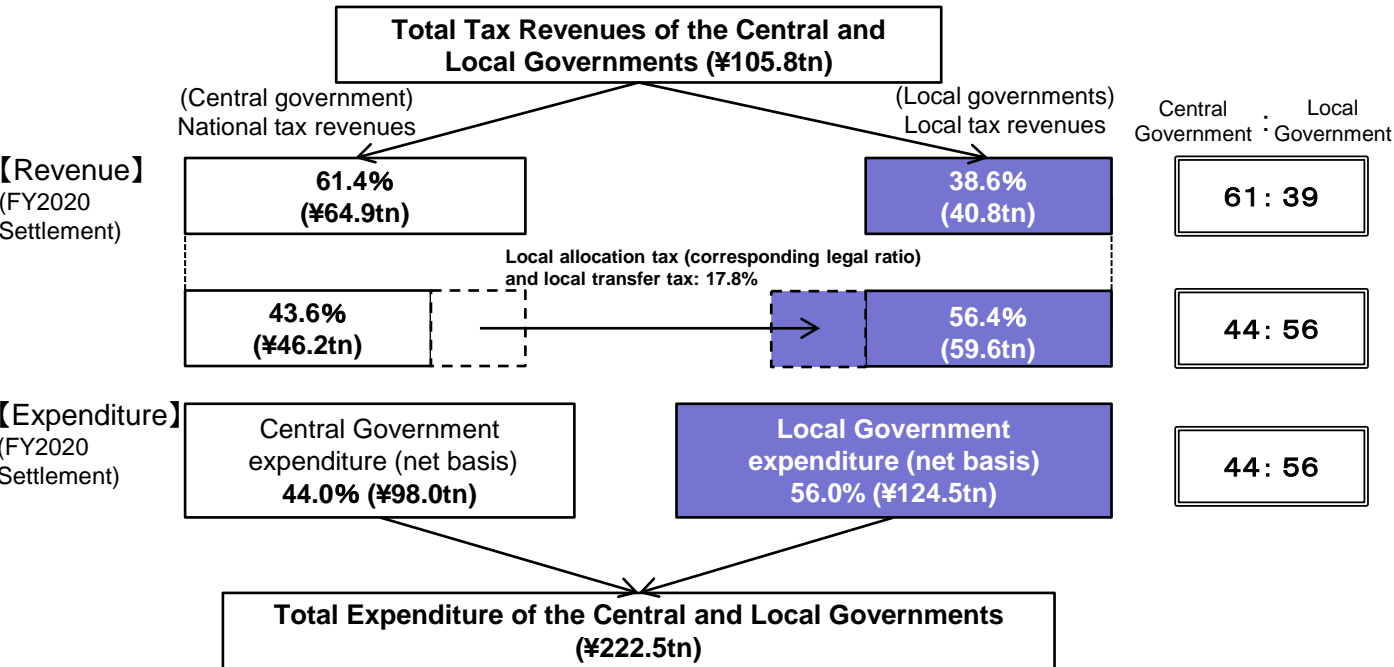 Total Tax Revenues of the Central and
Local Governments (¥105.8tn)
(Central government)
National tax revenues
(Local governments)
Local tax revenues
Central
Government
:
Local
Government
【Revenue】
(FY2020
Settlement)
61.4%
(¥64.9tn)
38.6%
(40.8tn)
61:39
Local allocation tax (corresponding legal ratio)
and local transfer tax: 17.8%
43.6%
(¥46.2tn)
56.4%
(59.6tn)
44:56
【Expenditure】
(FY2020
Settlement)
Central Government
expenditure (net basis)
44.0% (¥98.0tn)
Local Government
expenditure (net basis)
56.0% (¥124.5tn)
44:56
Total Expenditure of the Central and Local Governments
(¥222.5tn)